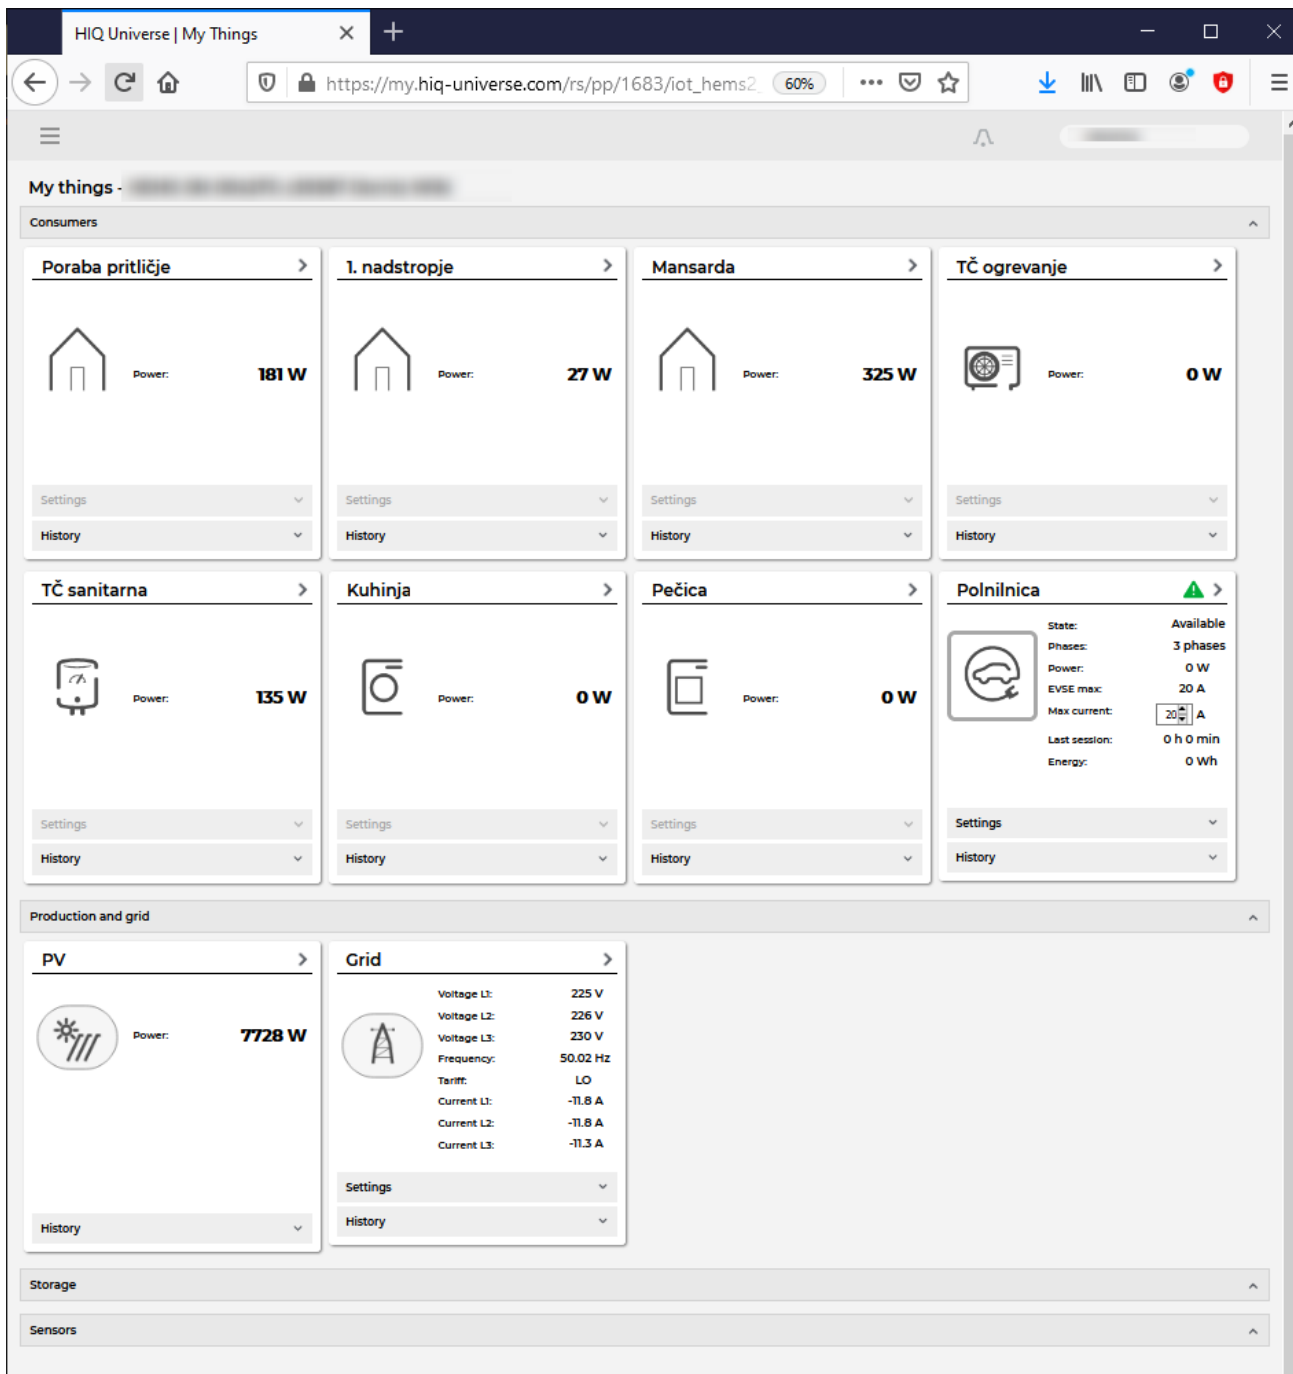 HIQ Universe | My Things
https://my.hiq-universe.com/rs/pp/1683/iot_hems2_
60%
My things -
Consumers
Poraba pritličje
Power: 181 W
Settings
History
1. nadstropje
Power: 27 W
Settings
History
Mansarda
Power: 325 W
Settings
History
TČ ogrevanje
Power: 0 W
Settings
History
TČ sanitarna
Power: 135 W
Settings
History
Kuhinja
Power: 0 W
Settings
History
Pečica
Power: 0 W
Settings
History
Polnilnica
State: Available
Phases: 3 phases
Power: 0 W
EVSE max: 20 A
Max current: 20 A
Last session: 0 h 0 min
Energy: 0 Wh
Settings
History
Production and grid
PV
Power: 7728 W
History
Grid
Voltage L1: 225 V
Voltage L2: 226 V
Voltage L3: 230 V
Frequency: 50.02 Hz
Tariff: LO
Current L1: -11.8 A
Current L2: -11.8 A
Current L3: -11.3 A
Settings
History
Storage
Sensors